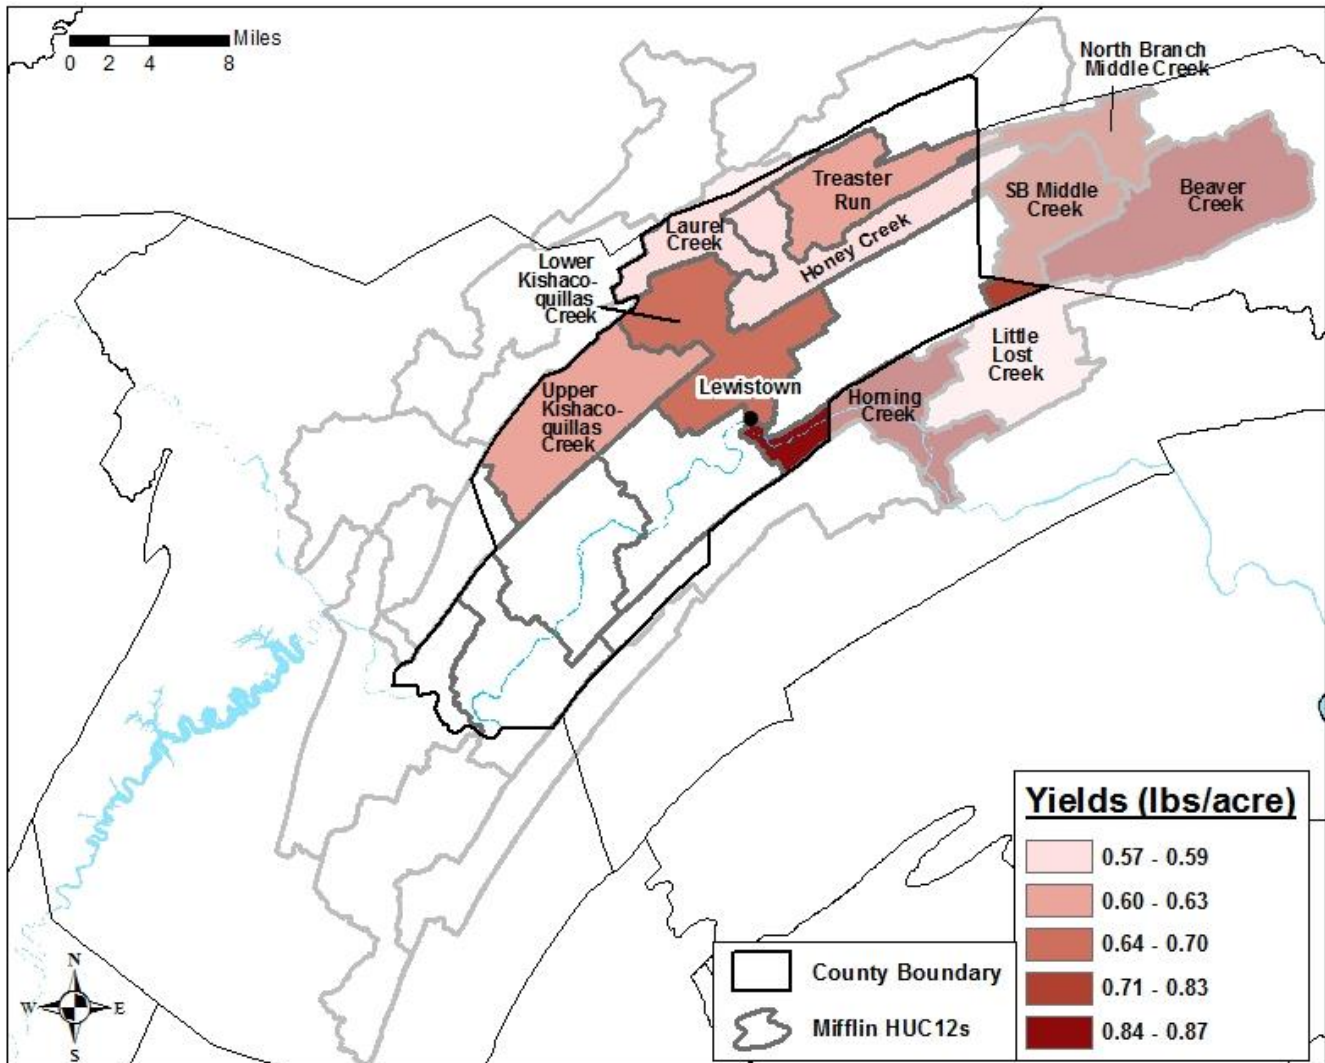 Miles
0 2 4 8
North Branch
Middle Creek
Treaster
Run
SB Middle
Creek
Beaver
Creek
Laurel
Creek
Honey Creek
Lower
Kishaco-
quillas
Creek
Little
Lost
Creek
Upper
Kishaco-
quillas
Creek
Lewistown
Horning
Creek
Yields (lbs/acre)
0.57 - 0.59
0.60 - 0.63
0.64 - 0.70
0.71 - 0.83
0.84 - 0.87
County Boundary
Mifflin HUC12s
N
W E
S